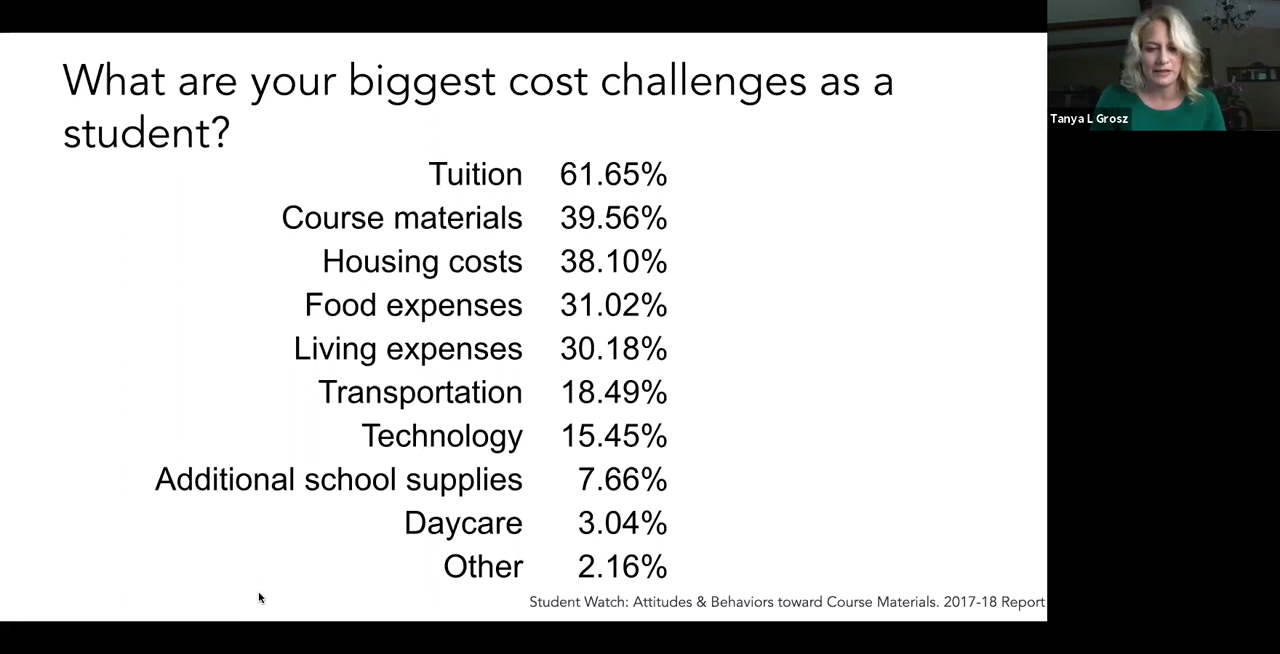 What are your biggest cost challenges as a
student?
Tuition 61.65%
Course materials 39.56%
Housing costs 38.10%
Food expenses 31.02%
Living expenses 30.18%
Transportation 18.49%
Technology 15.45%
Additional school supplies 7.66%
Daycare 3.04%
Other 2.16%
Student Watch: Attitudes & Behaviors toward Course Materials. 2017-18 Report
Tanya L Grosz